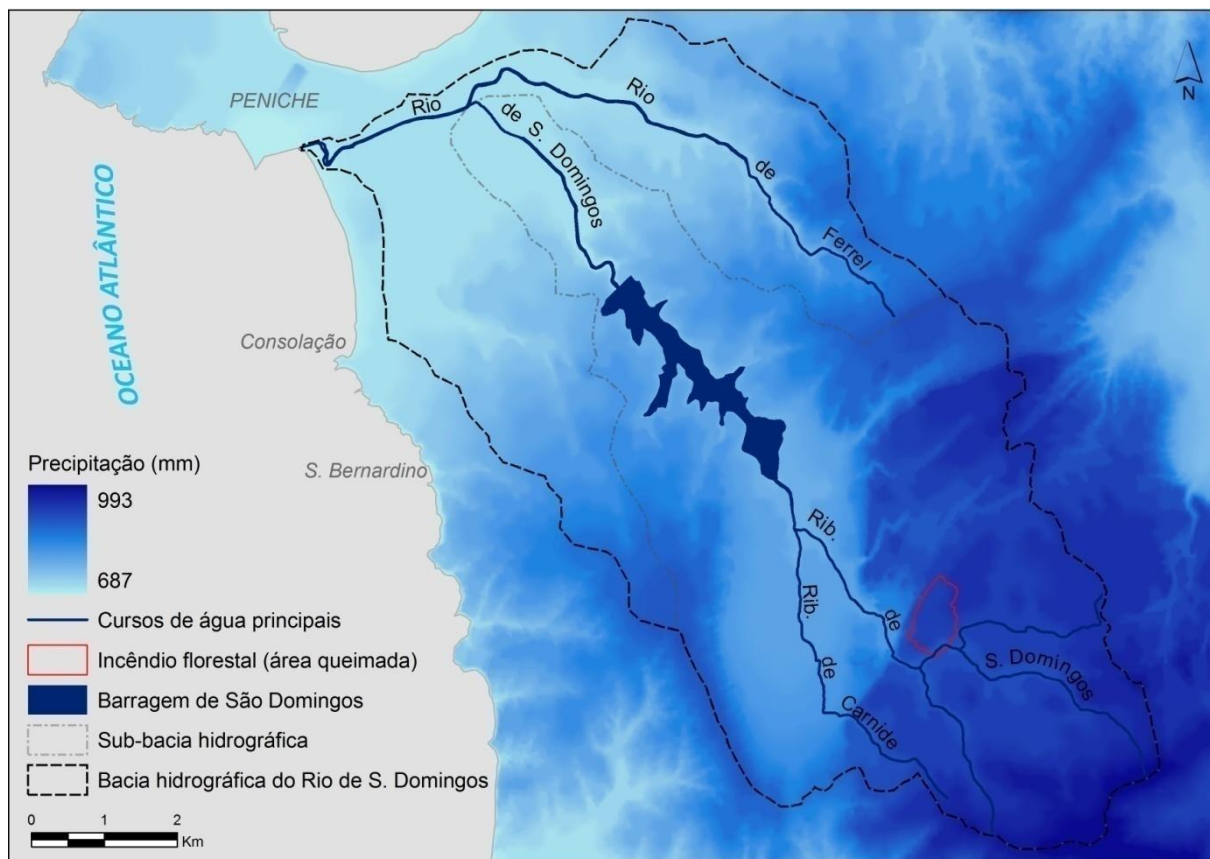 PENICHE
Rio
Rio
de
Ferrel
de S. Domingos
N
OCEANO ATLÂNTICO
Consolação
S. Bernardino
Rib.
de
S. Domingos
Rib.
de
Carnide
Precipitação (mm)
993
687
Cursos de água principais
Incêndio florestal (área queimada)
Barragem de São Domingos
Sub-bacia hidrográfica
Bacia hidrográfica do Rio de S. Domingos
0 1 2
Km